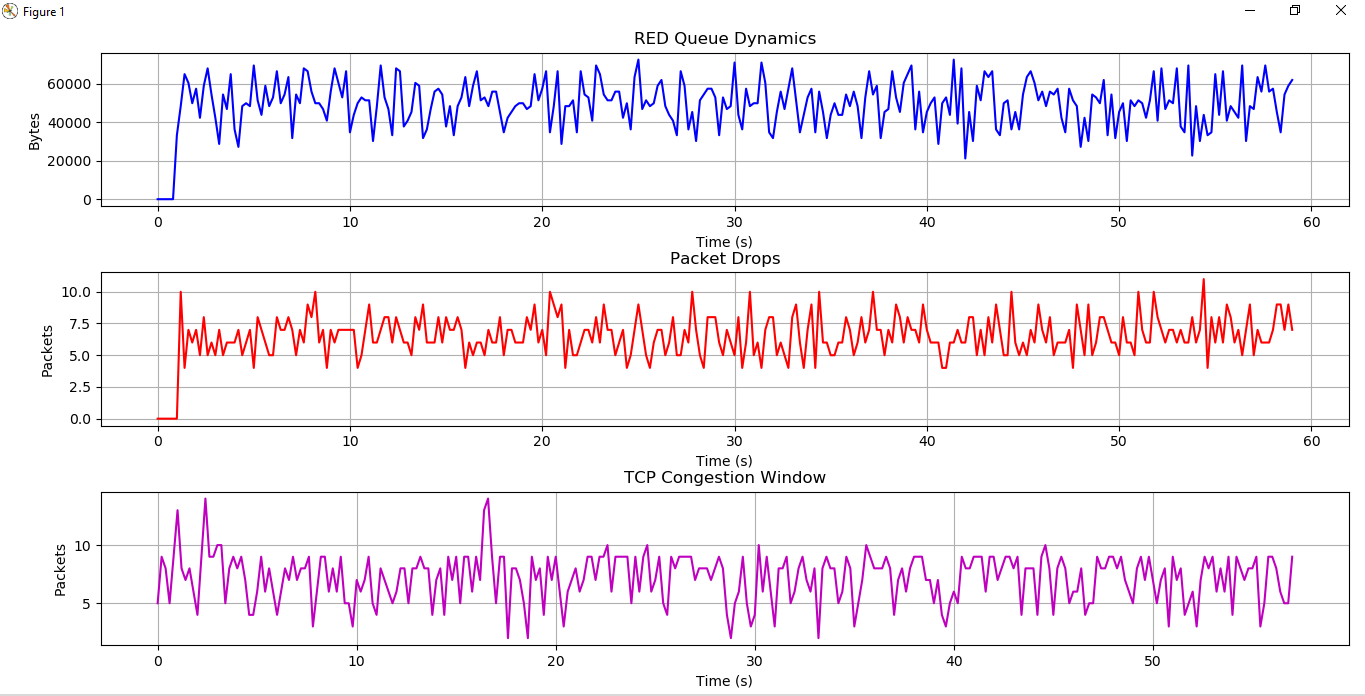 Figure 1
RED Queue Dynamics
60000
40000
20000
0
Bytes
0 10 20 30 40 50 60
Time (s)
Packet Drops
10.0
7.5
5.0
2.5
0.0
Packets
0 10 20 30 40 50 60
Time (s)
TCP Congestion Window
10
5
Packets
0 10 20 30 40 50
Time (s)